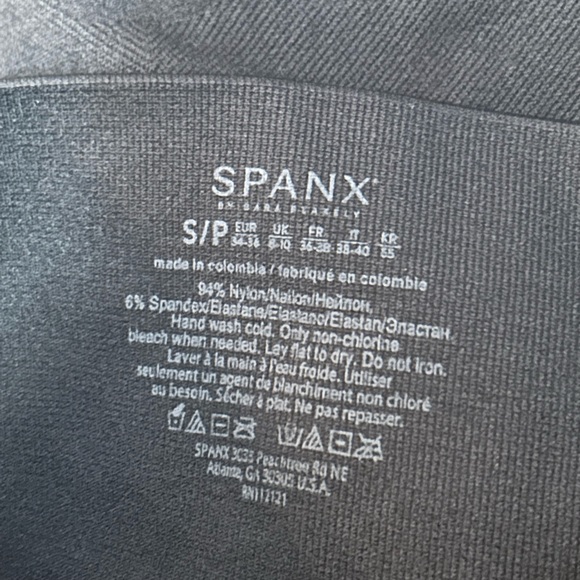 SPANX®
BY SARA BLAKELY
S/P EUR 34-36 UK 8-10 FR 36-38 IT 38-40 KR 55
made in colombia / fabriqué en colombie
94% Nylon/Nailon/Нейлон,
6% Spandex/Elastane/Elastano/Elastan/Эластан.
Hand wash cold. Only non-chlorine
bleach when needed. Lay flat to dry. Do not iron.
Laver à la main à l'eau froide. Utiliser
seulement un agent de blanchiment non chloré
au besoin. Sécher à plat. Ne pas repasser.
SPANX 3035 Peachtree Rd NE
Atlanta, GA 30305 U.S.A.
RN112121